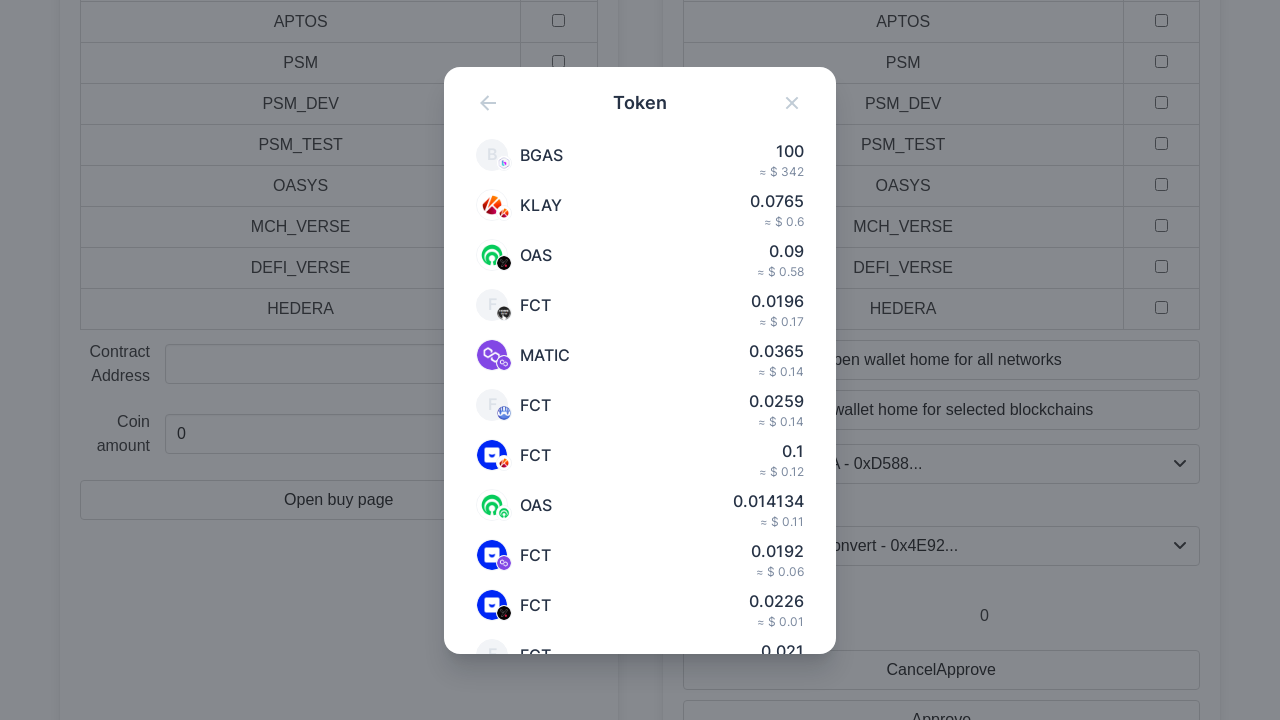 APTOS
PSM
PSM_DEV
PSM_TEST
OASYS
MCH_VERSE
DEFI_VERSE
HEDERA
Contract
Address
Coin
amount
0
Open buy page
Token
B BGAS 100
≈ $ 342
KLAY 0.0765
≈ $ 0.6
OAS 0.09
≈ $ 0.58
F FCT 0.0196
≈ $ 0.17
MATIC 0.0365
≈ $ 0.14
F FCT 0.0259
≈ $ 0.14
FCT 0.1
≈ $ 0.12
OAS 0.014134
≈ $ 0.11
FCT 0.0192
≈ $ 0.06
FCT 0.0226
≈ $ 0.01
FCT 0.021
APTOS
PSM
PSM_DEV
PSM_TEST
OASYS
MCH_VERSE
DEFI_VERSE
HEDERA
pen wallet home for all networks
wallet home for selected blockchains
A - 0xD588...
onvert - 0x4E92...
0
CancelApprove
Approve